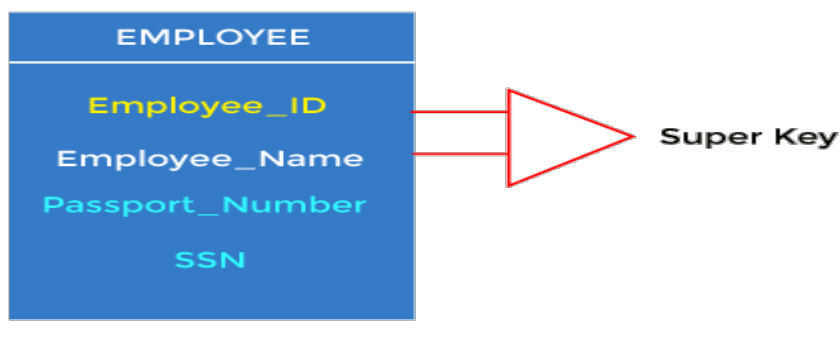 EMPLOYEE
Employee_ID
Employee_Name
Passport_Number
SSN
Super Key